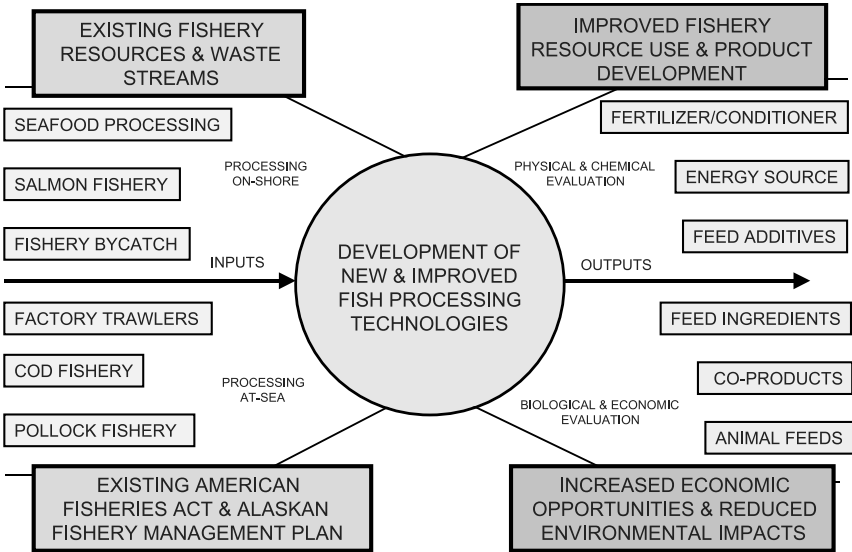 EXISTING FISHERY
RESOURCES & WASTE
STREAMS
IMPROVED FISHERY
RESOURCE USE & PRODUCT
DEVELOPMENT
SEAFOOD PROCESSING
SALMON FISHERY
FISHERY BYCATCH
PROCESSING
ON-SHORE
INPUTS
FACTORY TRAWLERS
COD FISHERY
POLLOCK FISHERY
PROCESSING
AT-SEA
DEVELOPMENT OF
NEW & IMPROVED
FISH PROCESSING
TECHNOLOGIES
PHYSICAL & CHEMICAL
EVALUATION
OUTPUTS
BIOLOGICAL & ECONOMIC
EVALUATION
FERTILIZER/CONDITIONER
ENERGY SOURCE
FEED ADDITIVES
FEED INGREDIENTS
CO-PRODUCTS
ANIMAL FEEDS
EXISTING AMERICAN
FISHERIES ACT & ALASKAN
FISHERY MANAGEMENT PLAN
INCREASED ECONOMIC
OPPORTUNITIES & REDUCED
ENVIRONMENTAL IMPACTS